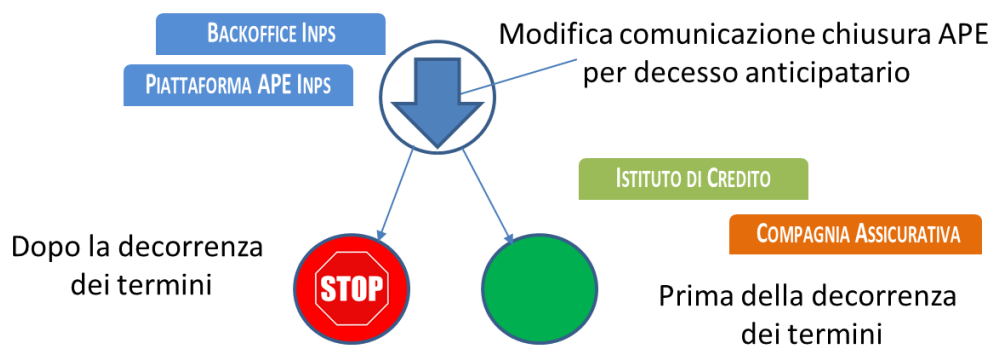 BACKOFFICE INPS
PIATTAFORMA APE INPS
Modifica comunicazione chiusura APE
per decesso anticipatario
ISTITUTO DI CREDITO
COMPAGNIA ASSICURATIVA
Dopo la decorrenza
dei termini
STOP
Prima della decorrenza
dei termini